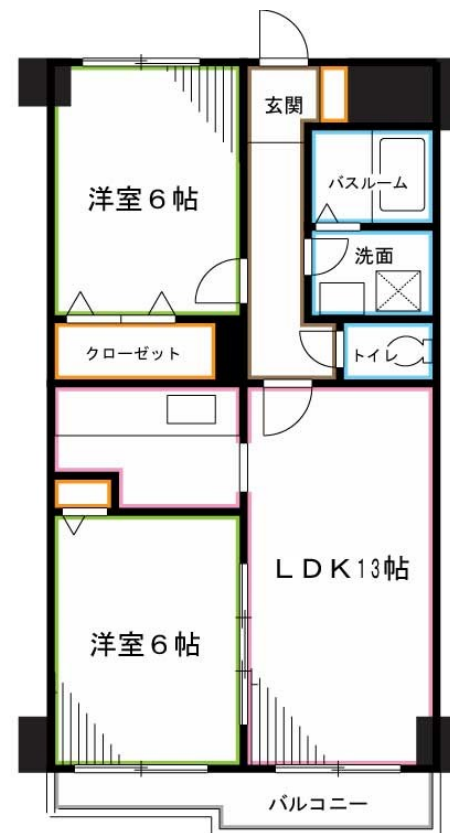 玄関
洋室6帖
バスルーム
洗面
クローゼット
トイレ
LDK13帖
洋室6帖
バルコニー